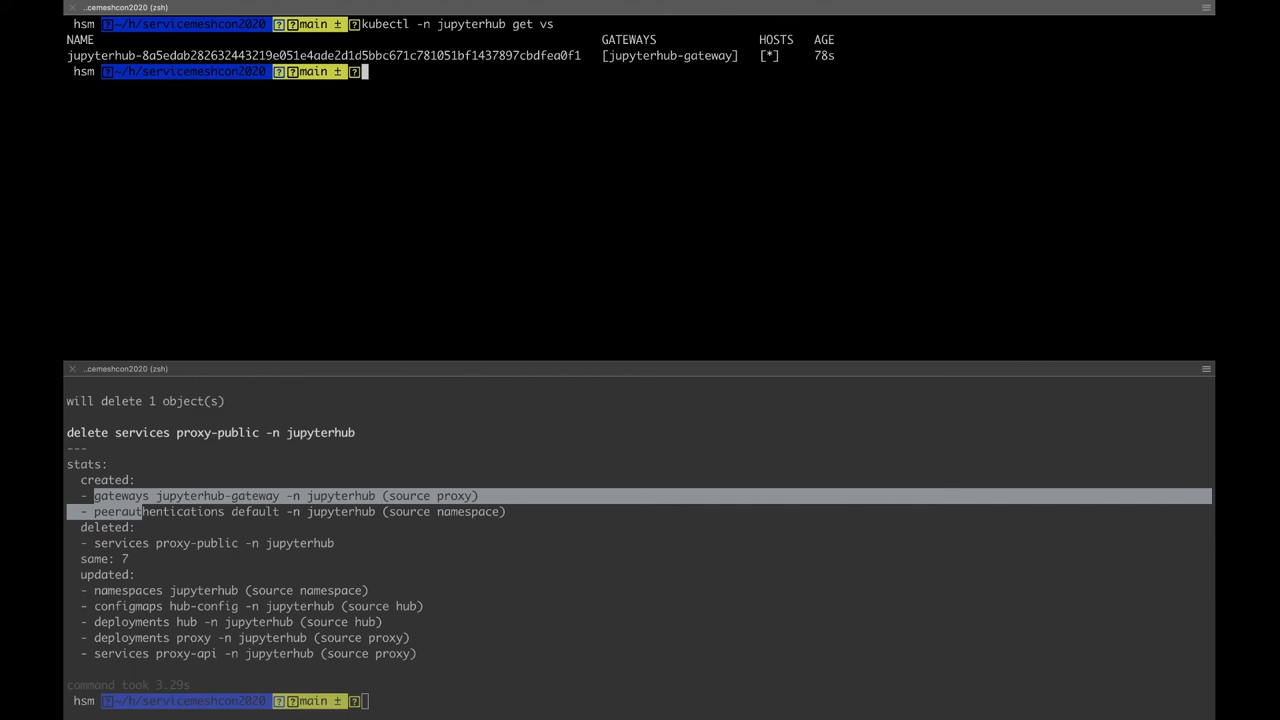 ..cemeshcon2020 (zsh)
hsm ~/h/servicemeshcon2020 main ± kubectl -n jupyterhub get vs
NAME GATEWAYS HOSTS AGE
jupyterhub-8a5edab282632443219e051e4ade2d1d5bbc671c781051bf1437897cbdfea0f1 [jupyterhub-gateway] [*] 78s
hsm ~/h/servicemeshcon2020 main ±
..cemeshcon2020 (zsh)
will delete 1 object(s)
delete services proxy-public -n jupyterhub
---
stats:
created:
- gateways jupyterhub-gateway -n jupyterhub (source proxy)
- peerauthentications default -n jupyterhub (source namespace)
deleted:
- services proxy-public -n jupyterhub
same: 7
updated:
- namespaces jupyterhub (source namespace)
- configmaps hub-config -n jupyterhub (source hub)
- deployments hub -n jupyterhub (source hub)
- deployments proxy -n jupyterhub (source proxy)
- services proxy-api -n jupyterhub (source proxy)
command took 3.29s
hsm ~/h/servicemeshcon2020 main ±